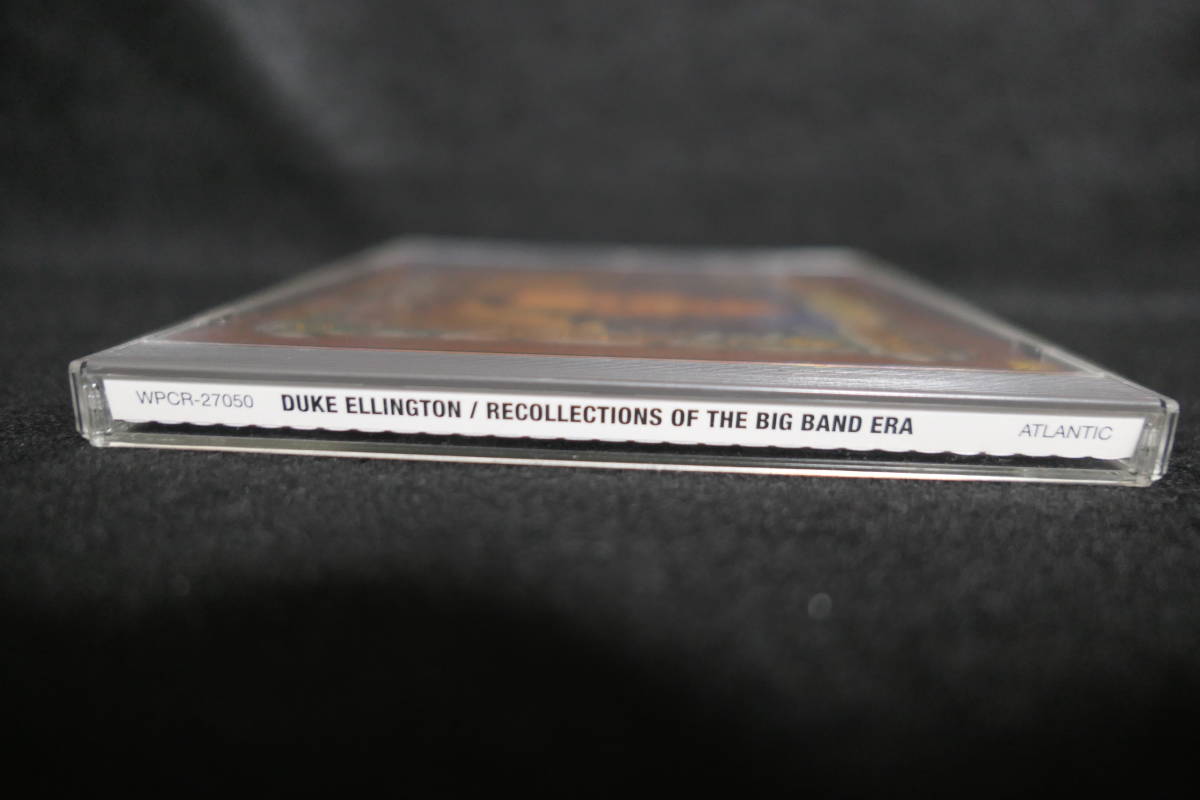 WPCR-27050 DUKE ELLINGTON / RECOLLECTIONS OF THE BIG BAND ERA ATLANTIC